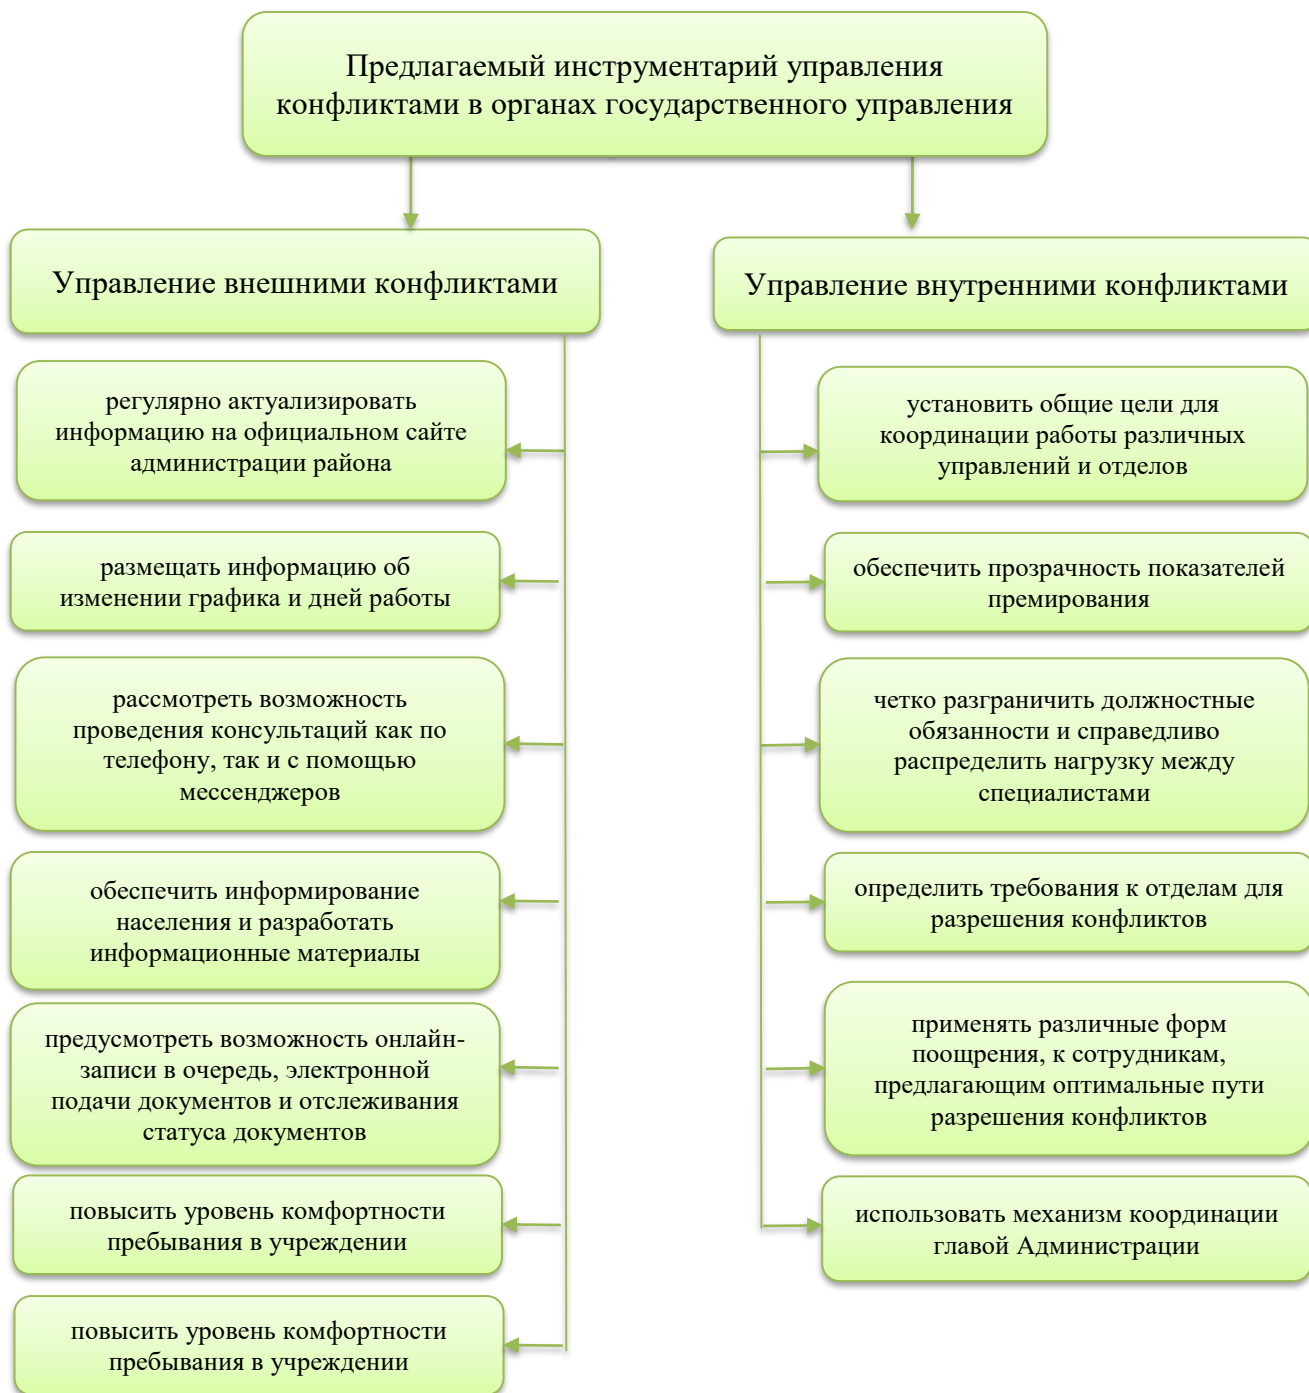 Предлагаемый инструментарий управления
конфликтами в органах государственного управления
Управление внешними конфликтами
регулярно актуализировать
информацию на официальном сайте
администрации района
размещать информацию об
изменении графика и дней работы
рассмотреть возможность
проведения консультаций как по
телефону, так и с помощью
мессенджеров
обеспечить информирование
населения и разработать
информационные материалы
предусмотреть возможность онлайн-
записи в очередь, электронной
подачи документов и отслеживания
статуса документов
повысить уровень комфортности
пребывания в учреждении
повысить уровень комфортности
пребывания в учреждении
Управление внутренними конфликтами
установить общие цели для
координации работы различных
управлений и отделов
обеспечить прозрачность показателей
премирования
четко разграничить должностные
обязанности и справедливо
распределить нагрузку между
специалистами
определить требования к отделам для
разрешения конфликтов
применять различные форм
поощрения, к сотрудникам,
предлагающим оптимальные пути
разрешения конфликтов
использовать механизм координации
главой Администрации